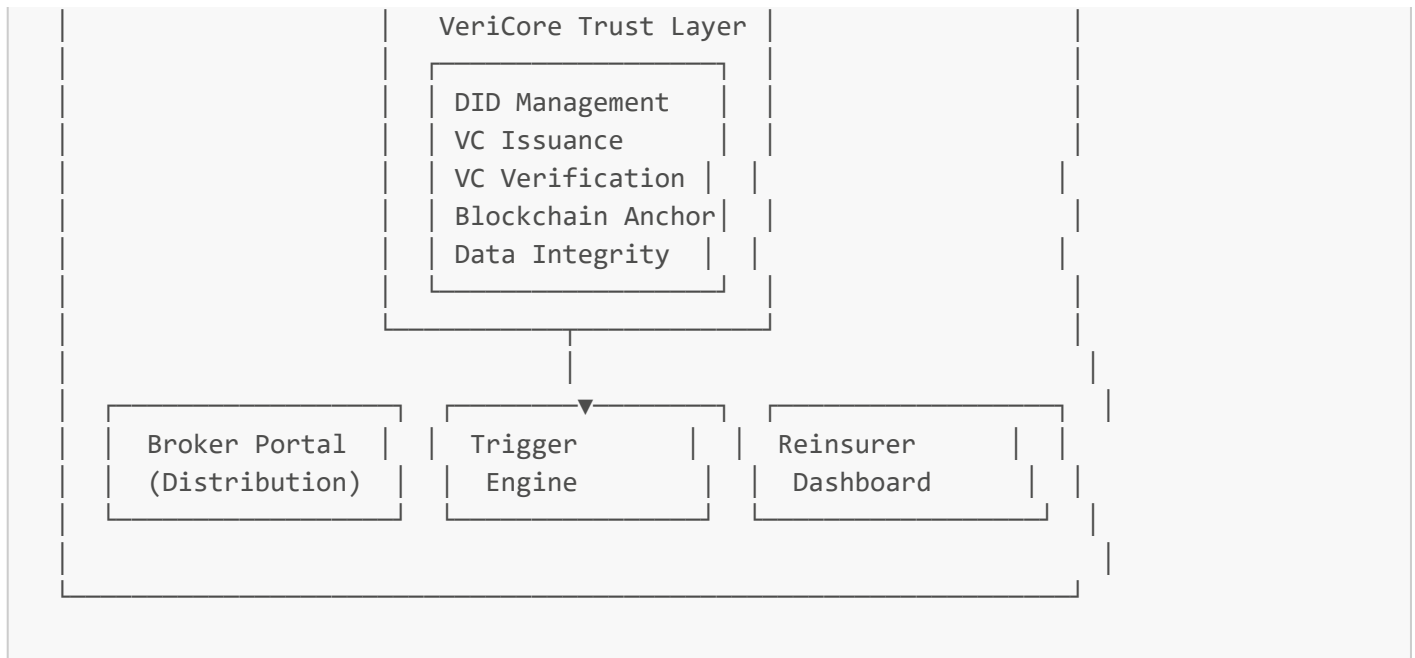 VeriCore Trust Layer
DID Management
VC Issuance
VC Verification
Blockchain Anchor
Data Integrity
Broker Portal Trigger Reinsurer
(Distribution) Engine Dashboard